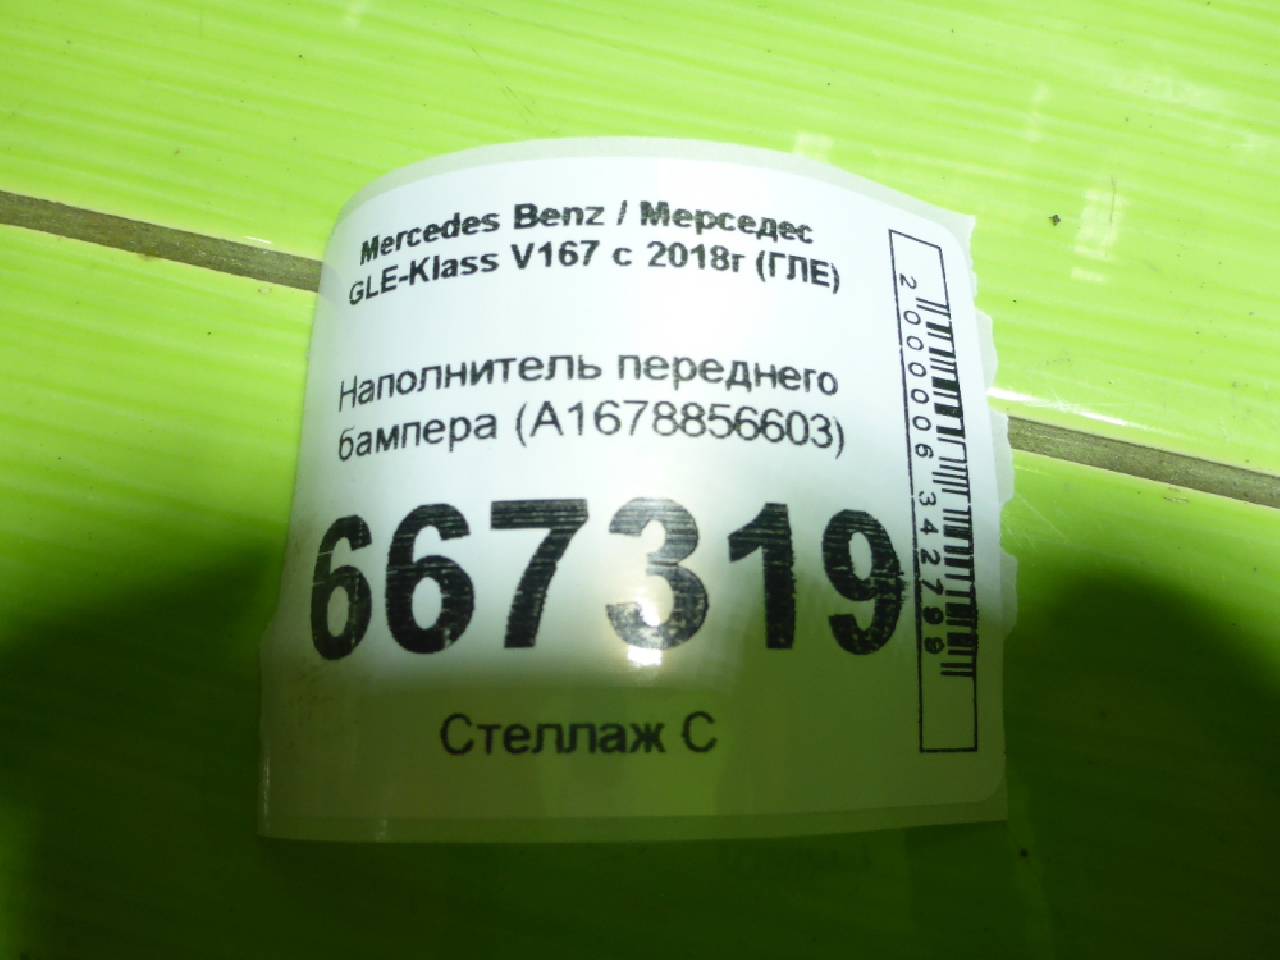 Mercedes Benz / Мерседес
GLE-Klass V167 с 2018г (ГЛЕ)
Наполнитель переднего
бампера (A1678856603)
667319
Стеллаж С
2000006342799